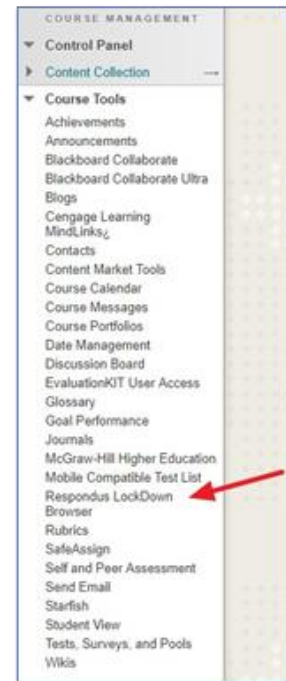 COURSE MANAGEMENT
Control Panel
Content Collection
Course Tools
Achievements
Announcements
Blackboard Collaborate
Blackboard Collaborate Ultra
Blogs
Cengage Learning
MindLinks¿
Contacts
Content Market Tools
Course Calendar
Course Messages
Course Portfolios
Date Management
Discussion Board
EvaluationKIT User Access
Glossary
Goal Performance
Journals
McGraw-Hill Higher Education
Mobile Compatible Test List
Respondus LockDown
Browser
Rubrics
SafeAssign
Self and Peer Assessment
Send Email
Starfish
Student View
Tests, Surveys, and Pools
Wikis